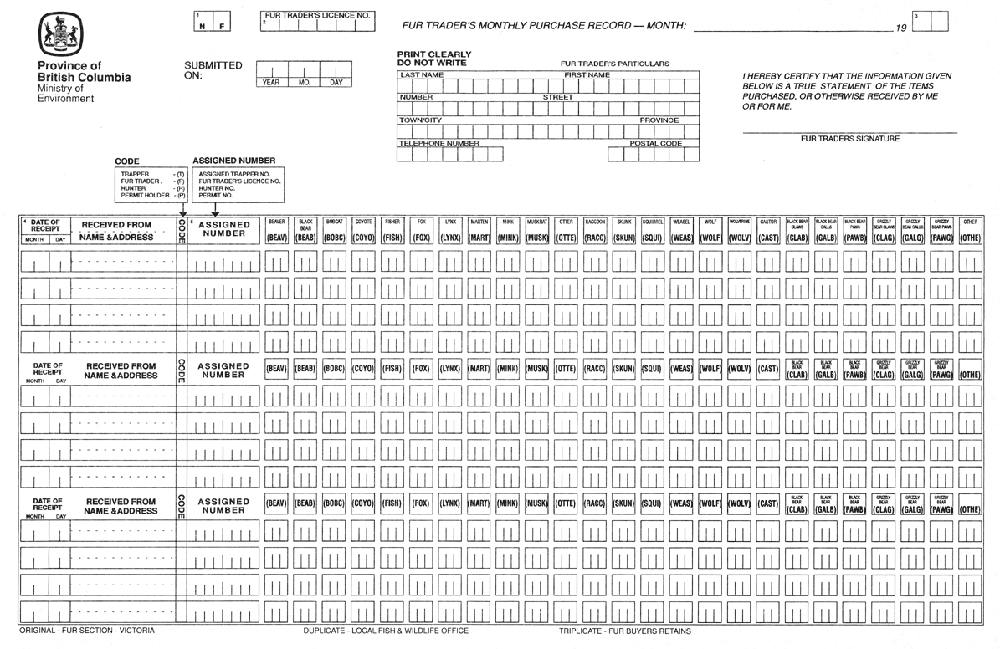 1 N F
FUR TRADER'S LICENCE NO.
2
FUR TRADER'S MONTHLY PURCHASE RECORD — MONTH: 19
3
Province of
British Columbia
Ministry of
Environment
SUBMITTED
ON:
YEAR MO. DAY
PRINT CLEARLY
DO NOT WRITE
FUR TRADER'S PARTICULARS
LAST NAME FIRST NAME
NUMBER STREET
TOWN/CITY PROVINCE
TELEPHONE NUMBER POSTAL CODE
I HEREBY CERTIFY THAT THE INFORMATION GIVEN
BELOW IS A TRUE STATEMENT OF THE ITEMS
PURCHASED, OR OTHERWISE RECEIVED BY ME
OR FOR ME.
FUR TRADERS SIGNATURE
CODE ASSIGNED NUMBER
TRAPPER - (T) ASSIGNED TRAPPER NO.
FUR TRADER - (F) FUR TRADER'S LICENCE NO.
HUNTER - (H) HUNTER NO.
PERMIT HOLDER - (P) PERMIT NO.
4 DATE OF RECEIPT MONTH DAY RECEIVED FROM NAME & ADDRESS CODE ASSIGNED NUMBER
BEAVER BLACK BEAR BOBCAT COYOTE FISHER FOX LYNX MARTEN MINK MUSKRAT OTTER RACCOON SKUNK SQUIRREL WEASEL WOLF WOLVERINE CASTOR BLACK BEAR CLAWS BLACK BEAR GALLS BLACK BEAR PAWS GRIZZLY BEAR CLAWS GRIZZLY BEAR GALLS GRIZZLY BEAR PAWS OTHER
(BEAV) (BEAB) (BOBC) (COYO) (FISH) (FOX) (LYNX) (MART) (MINK) (MUSK) (OTTE) (RACC) (SKUN) (SQUI) (WEAS) (WOLF) (WOLV) (CAST) (CLAB) (GALB) (PAWB) (CLAG) (GALG) (PAWG) (OTHE)
DATE OF RECEIPT MONTH DAY RECEIVED FROM NAME & ADDRESS CODE ASSIGNED NUMBER
BLACK BEAR BLACK BEAR BLACK BEAR GRIZZLY BEAR GRIZZLY BEAR GRIZZLY BEAR
(BEAV) (BEAB) (BOBC) (COYO) (FISH) (FOX) (LYNX) (MART) (MINK) (MUSK) (OTTE) (RACC) (SKUN) (SQUI) (WEAS) (WOLF) (WOLV) (CAST) (CLAB) (GALB) (PAWB) (CLAG) (GALG) (PAWG) (OTHE)
DATE OF RECEIPT MONTH DAY RECEIVED FROM NAME & ADDRESS CODE ASSIGNED NUMBER
BLACK BEAR BLACK BEAR BLACK BEAR GRIZZLY BEAR GRIZZLY BEAR GRIZZLY BEAR
(BEAV) (BEAB) (BOBC) (COYO) (FISH) (FOX) (LYNX) (MART) (MINK) (MUSK) (OTTE) (RACC) (SKUN) (SQUI) (WEAS) (WOLF) (WOLV) (CAST) (CLAB) (GALB) (PAWB) (CLAG) (GALG) (PAWG) (OTHE)
ORIGINAL FUR SECTION VICTORIA DUPLICATE - LOCAL FISH & WILDLIFE OFFICE TRIPLICATE - FUR BUYERS RETAINS